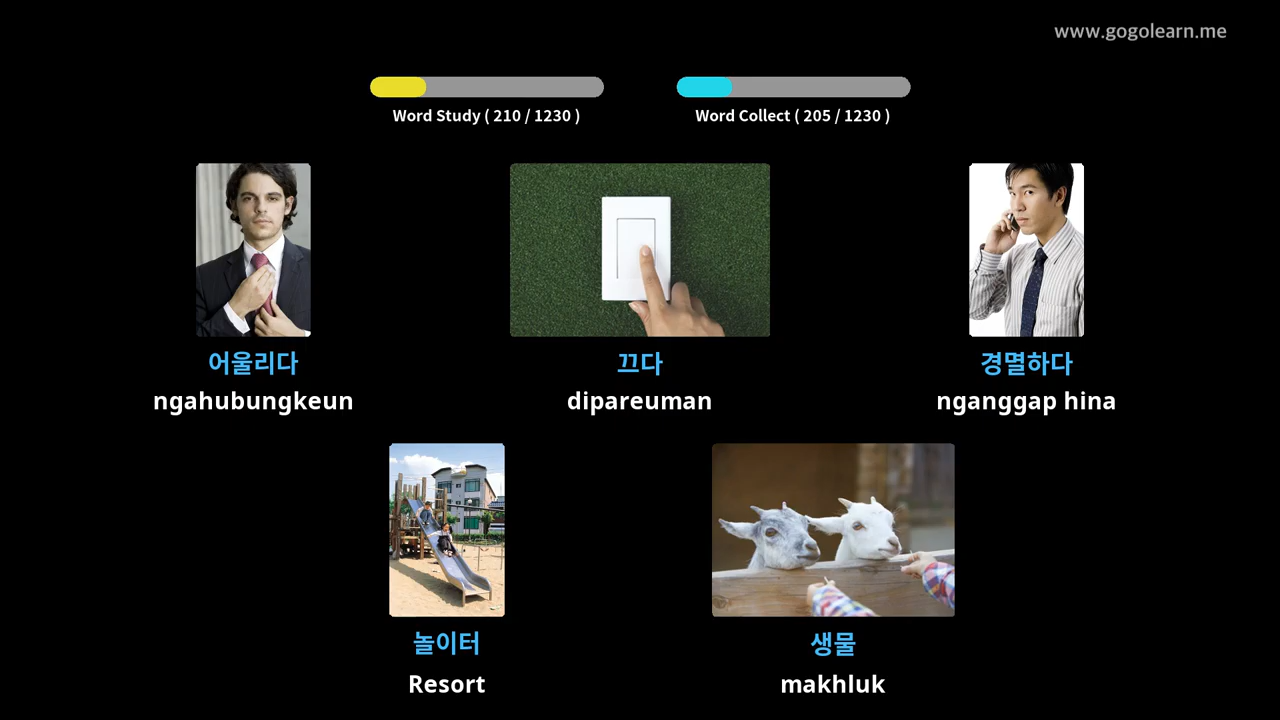 www.gogolearn.me
Word Study ( 210 / 1230 )
Word Collect ( 205 / 1230 )
어울리다
ngahubungkeun
끄다
dipareuman
경멸하다
nganggap hina
놀이터
Resort
생물
makhluk